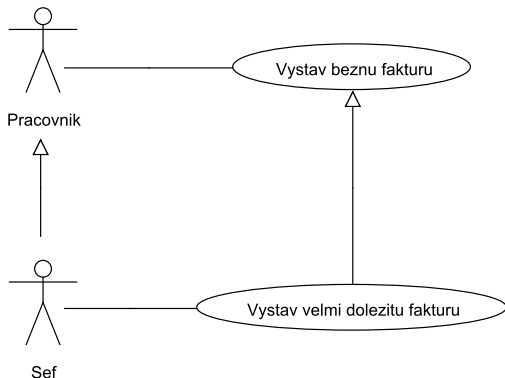 Vystav beznu fakturu
Pracovnik
Vystav velmi dolezitu fakturu
Sef